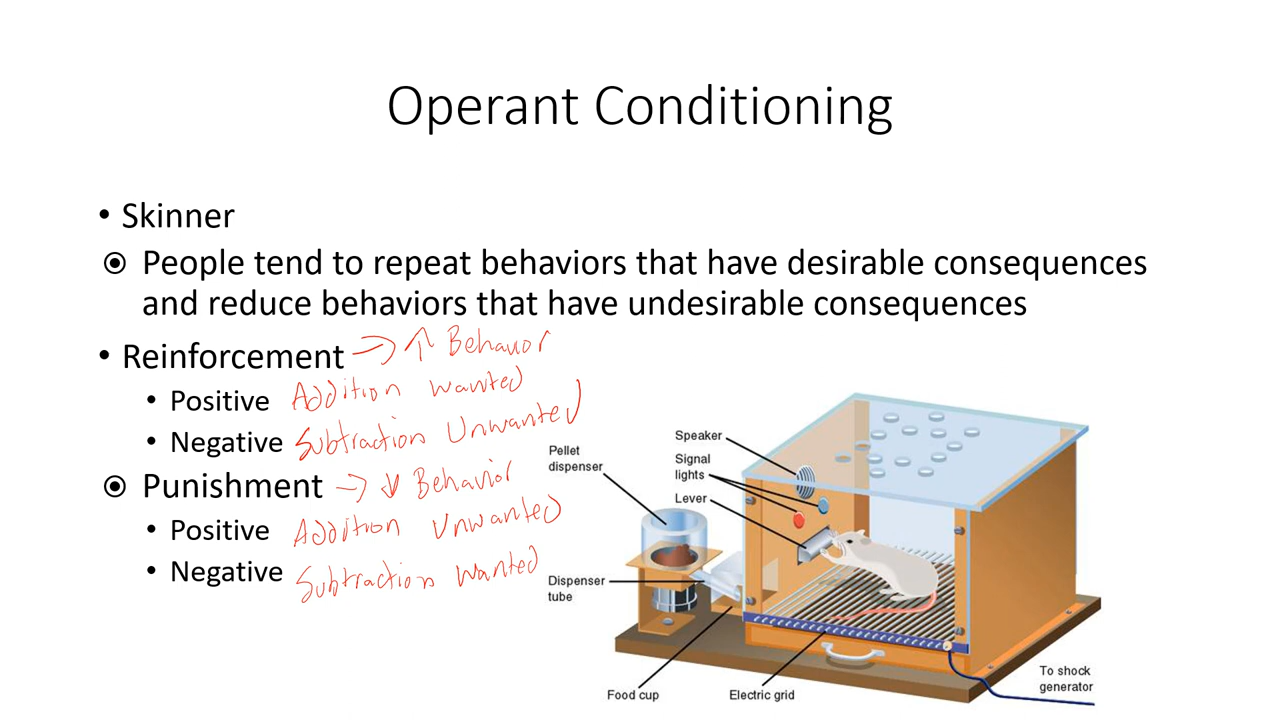 Operant Conditioning
• Skinner
People tend to repeat behaviors that have desirable consequences
and reduce behaviors that have undesirable consequences
• Reinforcement → ↑ Behavior
• Positive Addition Wanted
• Negative Subtraction Unwanted
Punishment → ↓ Behavior
• Positive Addition Unwanted
• Negative Subtraction Wanted
Speaker
Pellet
dispenser
Signal
lights
Lever
Dispenser
tube
Food cup
Electric grid
To shock
generator